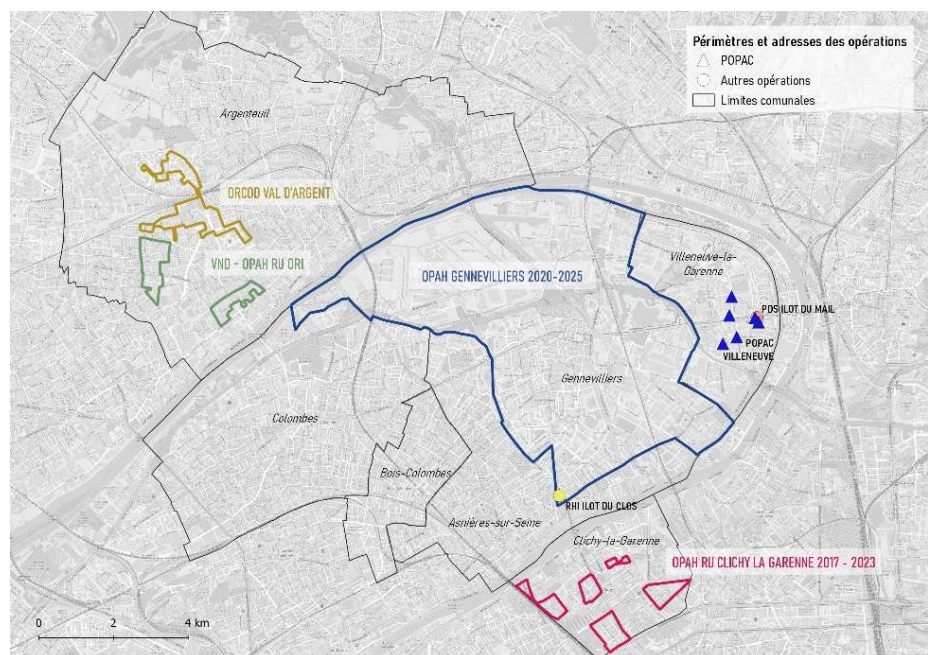 Périmètres et adresses des opérations
POPAC
Autres opérations
Limites communales
Argenteuil
ORCOD VAL D'ARGENT
VND - OPAH RU ORI
OPAH GENNEVILLIERS 2020-2025
Villeneuve-la-
Garenne
PDS ILOT DU MAIL
POPAC
VILLENEUVE
Gennevilliers
Colombes
Bois-Colombes
RHI ILOT DU CLOS
Asnières-sur-Seine
Clichy-la-Garenne
OPAH RU CLICHY LA GARENNE 2017 - 2023
0 2 4 km